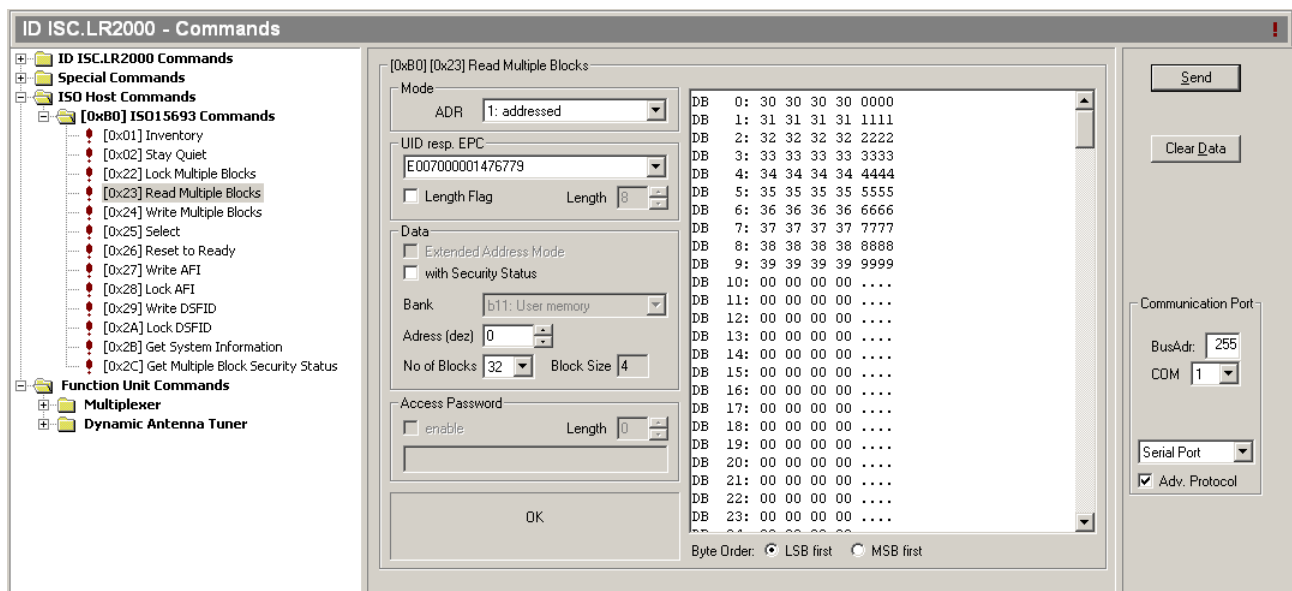 ID ISC.LR2000 - Commands
!
ID ISC.LR2000 Commands
Special Commands
ISO Host Commands
[0xB0] ISO15693 Commands
[0x01] Inventory
[0x02] Stay Quiet
[0x22] Lock Multiple Blocks
[0x23] Read Multiple Blocks
[0x24] Write Multiple Blocks
[0x25] Select
[0x26] Reset to Ready
[0x27] Write AFI
[0x28] Lock AFI
[0x29] Write DSFID
[0x2A] Lock DSFID
[0x2B] Get System Information
[0x2C] Get Multiple Block Security Status
Function Unit Commands
Multiplexer
Dynamic Antenna Tuner
[0xB0] [0x23] Read Multiple Blocks
Mode
ADR 1: addressed
UID resp. EPC
E007000001476779
Length Flag Length 8
Data
Extended Address Mode
with Security Status
Bank b11: User memory
Adress (dez) 0
No of Blocks 32 Block Size 4
Access Password
enable Length 0
OK
DB 0: 30 30 30 30 0000
DB 1: 31 31 31 31 1111
DB 2: 32 32 32 32 2222
DB 3: 33 33 33 33 3333
DB 4: 34 34 34 34 4444
DB 5: 35 35 35 35 5555
DB 6: 36 36 36 36 6666
DB 7: 37 37 37 37 7777
DB 8: 38 38 38 38 8888
DB 9: 39 39 39 39 9999
DB 10: 00 00 00 00 ....
DB 11: 00 00 00 00 ....
DB 12: 00 00 00 00 ....
DB 13: 00 00 00 00 ....
DB 14: 00 00 00 00 ....
DB 15: 00 00 00 00 ....
DB 16: 00 00 00 00 ....
DB 17: 00 00 00 00 ....
DB 18: 00 00 00 00 ....
DB 19: 00 00 00 00 ....
DB 20: 00 00 00 00 ....
DB 21: 00 00 00 00 ....
DB 22: 00 00 00 00 ....
DB 23: 00 00 00 00 ....
Byte Order: LSB first MSB first
Send
Clear Data
Communication Port
BusAdr: 255
COM 1
Serial Port
Adv. Protocol